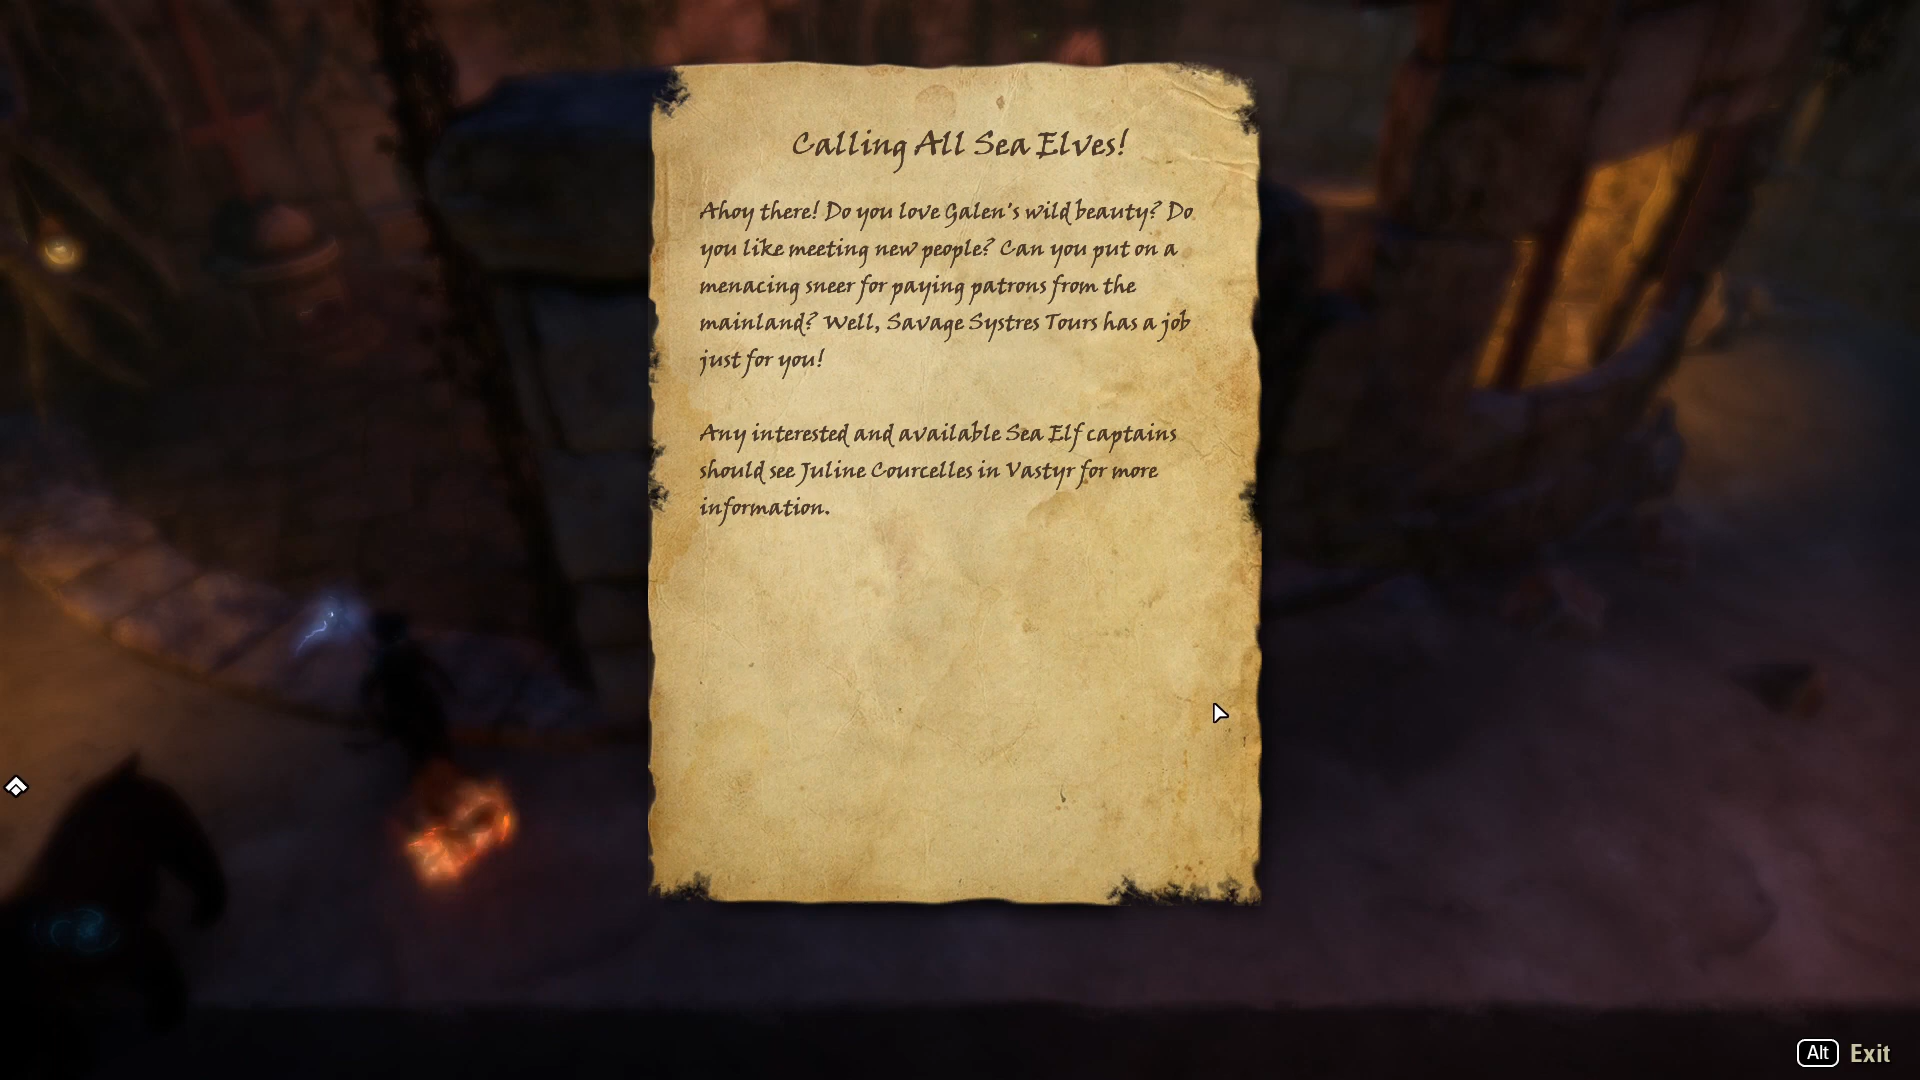 Calling All Sea Elves!
Ahoy there! Do you love Galen's wild beauty? Do
you like meeting new people? Can you put on a
menacing sneer for paying patrons from the
mainland? Well, Savage Systres Tours has a job
just for you!
Any interested and available Sea Elf captains
should see Juline Courcelles in Vastyr for more
information.
Alt Exit